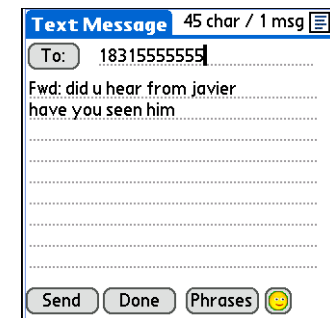 Text Message 45 char / 1 msg
To: 18315555555
Fwd: did u hear from javier
have you seen him
Send Done Phrases